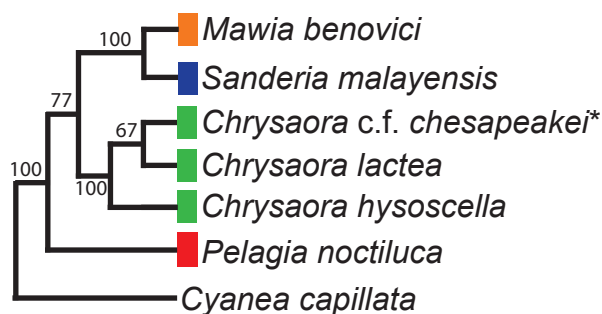 100
Mawia benovici
Sanderia malayensis
77
Chrysaora c.f. chesapeakei*
67
Chrysaora lactea
100
100
Chrysaora hysoscella
Pelagia noctiluca
Cyanea capillata